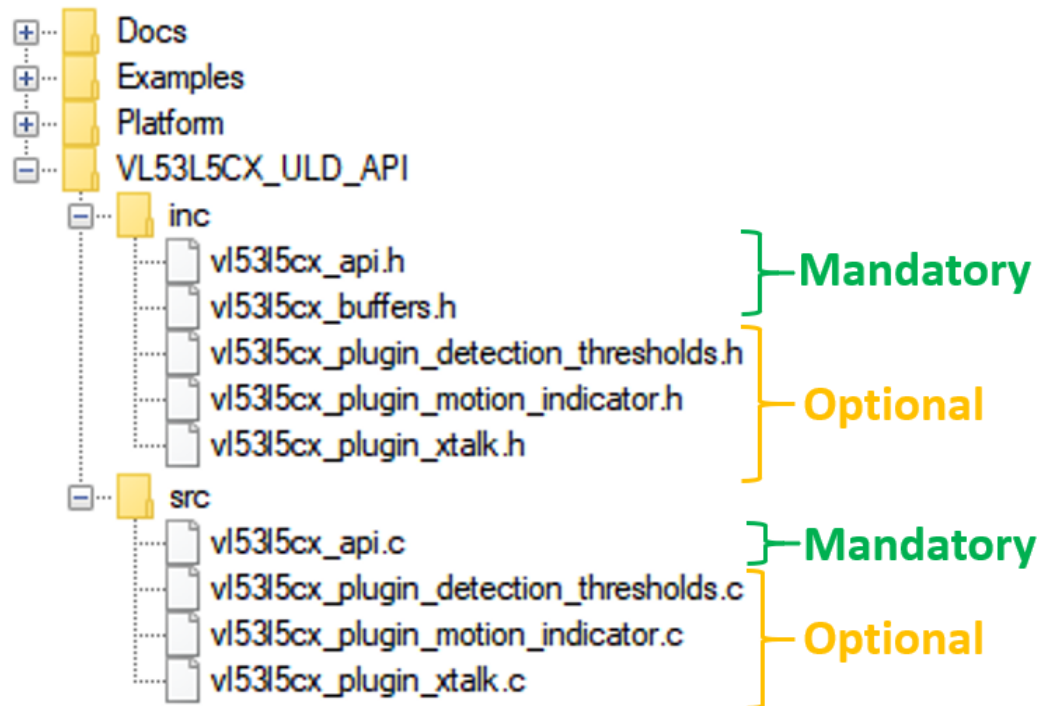 Docs
Examples
Platform
VL53L5CX_ULD_API
inc
vl53l5cx_api.h
vl53l5cx_buffers.h
Mandatory
vl53l5cx_plugin_detection_thresholds.h
vl53l5cx_plugin_motion_indicator.h
Optional
vl53l5cx_plugin_xtalk.h
src
vl53l5cx_api.c
Mandatory
vl53l5cx_plugin_detection_thresholds.c
vl53l5cx_plugin_motion_indicator.c
Optional
vl53l5cx_plugin_xtalk.c